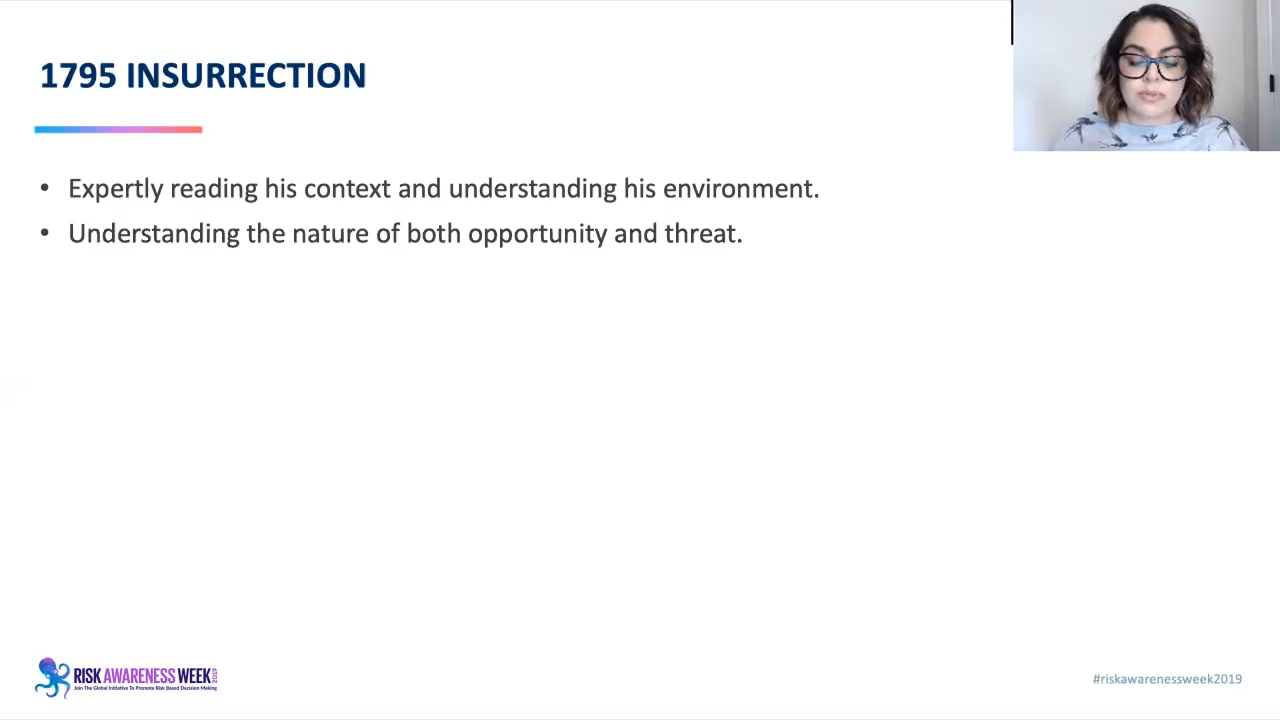 1795 INSURRECTION
• Expertly reading his context and understanding his environment.
• Understanding the nature of both opportunity and threat.
RISK AWARENESS WEEK 2019
Join The Global Initiative To Promote Risk Based Decision Making
#riskawarenessweek2019